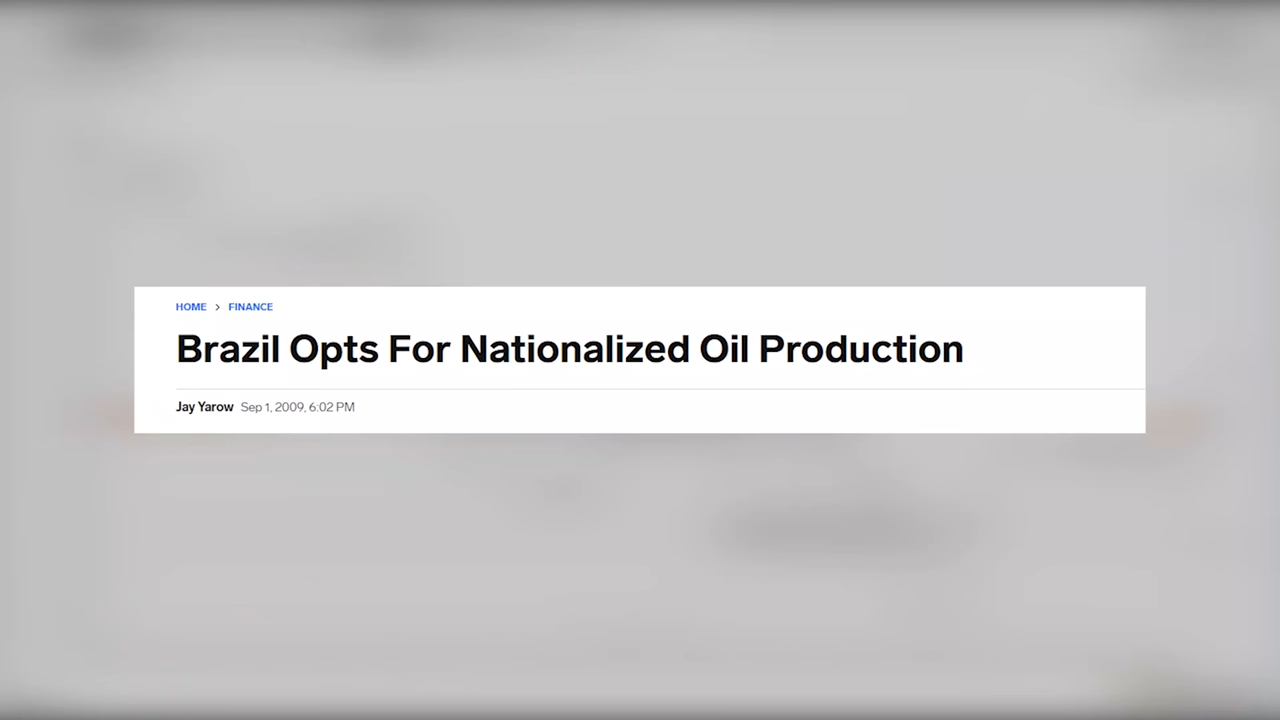 HOME > FINANCE
Brazil Opts For Nationalized Oil Production
Jay Yarow Sep 1, 2009, 6:02 PM